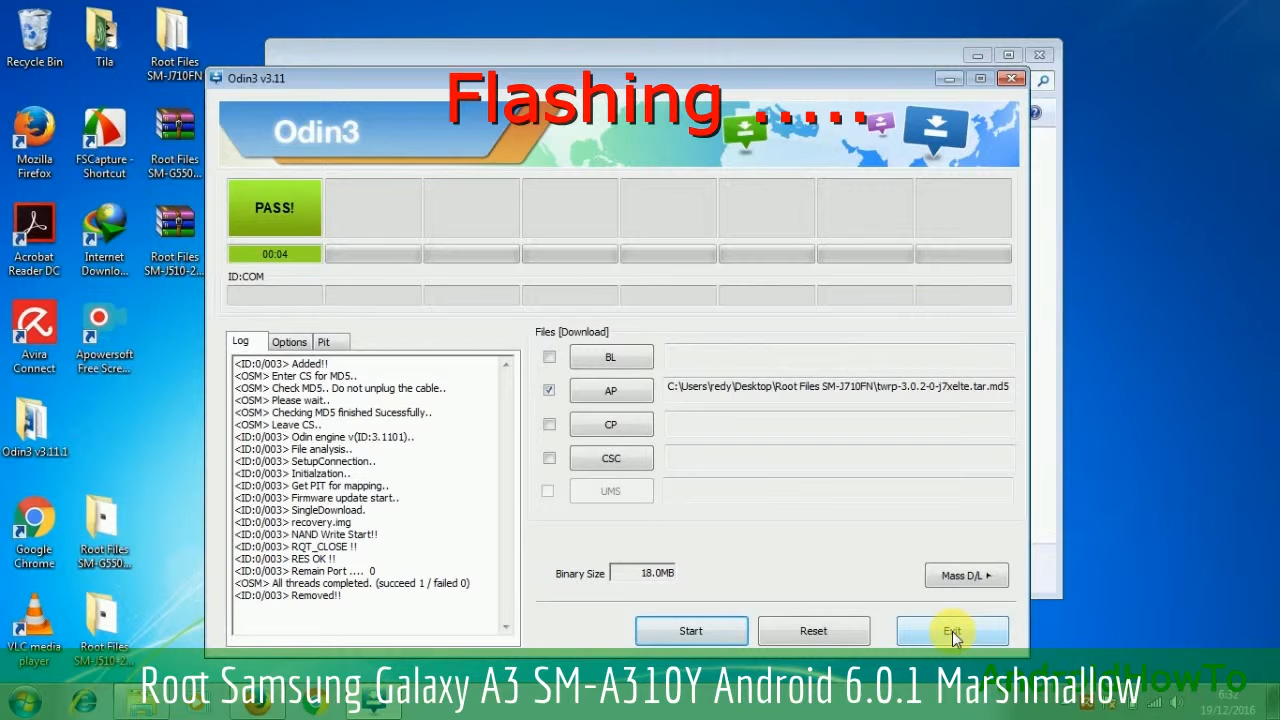 Recycle Bin
Tila
Root Files
SM-J710FN
Mozilla
Firefox
FSCapture -
Shortcut
Root Files
SM-G550...
Acrobat
Reader DC
Internet
Downlo...
Root Files
SM-J510-2...
Avira
Connect
Apowersoft
Free Scre...
Odin3 v3.11.1
Google
Chrome
Root Files
SM-G550...
VLC media
player
Root Files
SM-J510-2...
Odin3 v3.11
Flashing .....
Odin3
PASS!
00:04
ID:COM
Log
Options
Pit
<ID:0/003> Added!!
<OSM> Enter CS for MD5..
<OSM> Check MD5.. Do not unplug the cable..
<OSM> Please wait..
<OSM> Checking MD5 finished Sucessfully..
<OSM> Leave CS..
<ID:0/003> Odin engine v(ID:3.1101)..
<ID:0/003> File analysis..
<ID:0/003> SetupConnection..
<ID:0/003> Initialzation..
<ID:0/003> Get PIT for mapping..
<ID:0/003> Firmware update start..
<ID:0/003> SingleDownload.
<ID:0/003> recovery.img
<ID:0/003> NAND Write Start!!
<ID:0/003> RQT_CLOSE !!
<ID:0/003> RES OK !!
<ID:0/003> Remain Port .... 0
<OSM> All threads completed. (succeed 1 / failed 0)
<ID:0/003> Removed!!
Files [Download]
BL
AP
C:\Users\redy\Desktop\Root Files SM-J710FN\twrp-3.0.2-0-j7xelte.tar.md5
CP
CSC
UMS
Binary Size
18.0MB
Mass D/L
Start
Reset
Exit
AndroidHowTo
Root Samsung Galaxy A3 SM-A310Y Android 6.0.1 Marshmallow
6:32
19/12/2016